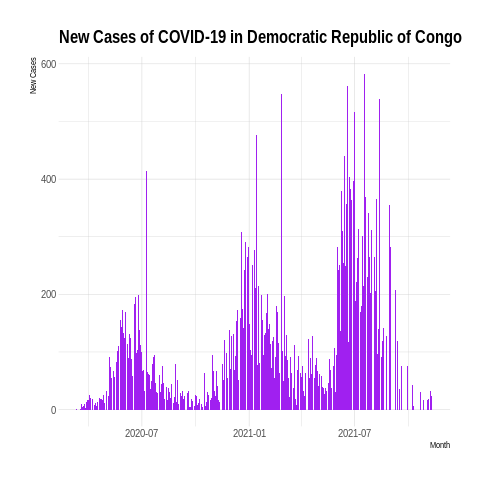 New Cases of COVID-19 in Democratic Republic of Congo
New Cases
600
400
200
0
2020-07
2021-01
2021-07
Month